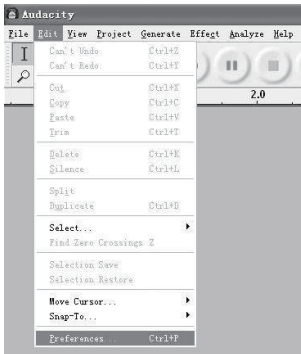 Audacity
File Edit View Project Generate Effect Analyze Help
Can't Undo Ctrl+Z
Can't Redo Ctrl+Y
2.0
Cut Ctrl+X
Copy Ctrl+C
Paste Ctrl+V
Trim Ctrl+T
Delete Ctrl+K
Silence Ctrl+L
Split
Duplicate Ctrl+D
Select...
Find Zero Crossings Z
Selection Save
Selection Restore
Move Cursor...
Snap-To...
Preferences... Ctrl+P